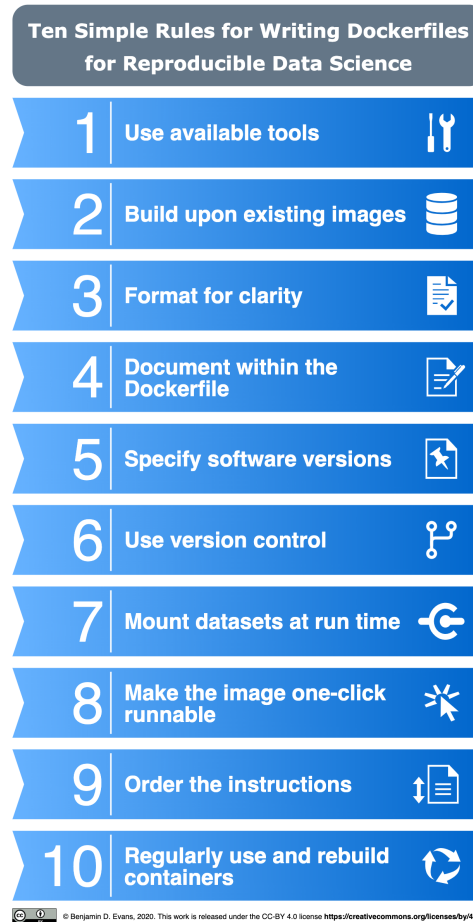 Ten Simple Rules for Writing Dockerfiles
for Reproducible Data Science
1 Use available tools
2 Build upon existing images
3 Format for clarity
4 Document within the
Dockerfile
5 Specify software versions
6 Use version control
7 Mount datasets at run time
8 Make the image one-click
runnable
9 Order the instructions
10 Regularly use and rebuild
containers
© Benjamin D. Evans, 2020. This work is released under the CC-BY 4.0 license https://creativecommons.org/licenses/by/4